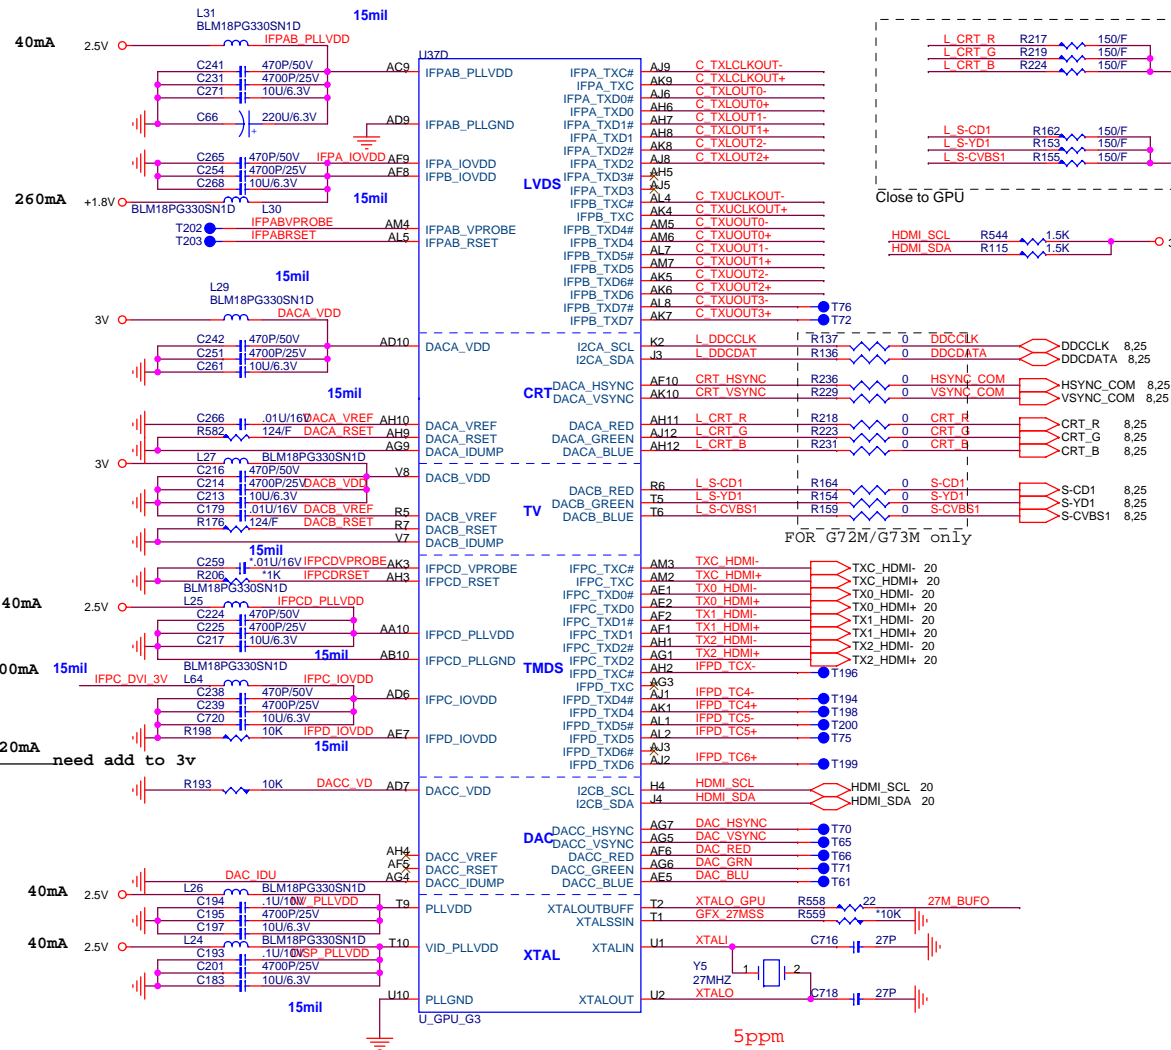 L31
BLM18PG330SN1D
15mil
40mA
2.5V
IFPAB_PLLVDD
C241 470P/50V
C231 4700P/25V
C271 10U/6.3V
C66 220U/6.3V
+
AC9 IFPAB_PLLVDD
AD9 IFPAB_PLLGND
C265 470P/50V IFPA_IOVDD AF9 IFPA_IOVDD
C254 4700P/25V AF8 IFPB_IOVDD
C268 10U/6.3V
260mA +1.8V
BLM18PG330SN1D L30
15mil
T202 IFPABVPROBE AM4 IFPAB_VPROBE
T203 IFPABRSET AL5 IFPAB_RSET
15mil
L29
BLM18PG330SN1D
3V DACA_VDD
C242 470P/50V AD10 DACA_VDD
C251 4700P/25V
C261 10U/6.3V
15mil
C266 .01U/16V DACA_VREF AH10 DACA_VREF
R582 124/F DACA_RSET AH9 DACA_RSET
AG9 DACA_IDUMP
L27 BLM18PG330SN1D
3V
C216 470P/50V V8 DACB_VDD
C214 4700P/25V DACB_VDD
C213 10U/6.3V
C179 .01U/16V DACB_VREF R5 DACB_VREF
R176 124/F DACB_RSET R7 DACB_RSET
V7 DACB_IDUMP
15mil
C259 *.01U/16V IFPCDVPROBE AK3 IFPCD_VPROBE
R206 *1K IFPCDRSET AH3 IFPCD_RSET
BLM18PG330SN1D
40mA 2.5V L25 IFPCD_PLLVDD
C224 470P/50V
C225 4700P/25V AA10 IFPCD_PLLVDD
C217 10U/6.3V
15mil AB10 IFPCD_PLLGND
BLM18PG330SN1D
00mA 15mil
IFPC_DVI_3V L64 IFPC_IOVDD
C238 470P/50V AD6 IFPC_IOVDD
C239 4700P/25V
C720 10U/6.3V
R198 10K IFPD_IOVDD AE7 IFPD_IOVDD
15mil
20mA
need add to 3v
R193 10K DACC_VD AD7 DACC_VDD
AH4 DACC_VREF
AF5 DACC_RSET
DAC_IDU AG4 DACC_IDUMP
40mA 2.5V L26 BLM18PG330SN1D
C194 .1U/10V T9 PLLVDD
C195 4700P/25V
C197 10U/6.3V
40mA 2.5V L24 BLM18PG330SN1D
T10 VID_PLLVDD
C193 .1U/10V
C201 4700P/25V
C183 10U/6.3V
15mil
U10 PLLGND
U37D
U_GPU_G3
LVDS
CRT
TV
TMDS
DAC
XTAL
IFPA_TXC# AJ9 C_TXLCLKOUT-
IFPA_TXC AK9 C_TXLCLKOUT+
IFPA_TXD0# AJ6 C_TXLOUT0-
IFPA_TXD0 AH6 C_TXLOUT0+
IFPA_TXD1# AH7 C_TXLOUT1-
IFPA_TXD1 AH8 C_TXLOUT1+
IFPA_TXD2# AK8 C_TXLOUT2-
IFPA_TXD2 AJ8 C_TXLOUT2+
IFPA_TXD3# AH5
IFPA_TXD3 AJ5
IFPB_TXC# AL4 C_TXUCLKOUT-
IFPB_TXC AK4 C_TXUCLKOUT+
IFPB_TXD4# AM5 C_TXUOUT0-
IFPB_TXD4 AM6 C_TXUOUT0+
IFPB_TXD5# AL7 C_TXUOUT1-
IFPB_TXD5 AM7 C_TXUOUT1+
IFPB_TXD6# AK5 C_TXUOUT2-
IFPB_TXD6 AK6 C_TXUOUT2+
IFPB_TXD7# AL8 C_TXUOUT3- T76
IFPB_TXD7 AK7 C_TXUOUT3+ T72
I2CA_SCL K2 L_DDCCLK R137 0 DDCCLK DDCCLK 8,25
I2CA_SDA J3 L_DDCDAT R136 0 DDCDATA DDCDATA 8,25
DACA_HSYNC AF10 CRT_HSYNC R236 0 HSYNC_COM HSYNC_COM 8,25
DACA_VSYNC AK10 CRT_VSYNC R229 0 VSYNC_COM VSYNC_COM 8,25
DACA_RED AH11 L_CRT_R R218 0 CRT_R CRT_R 8,25
DACA_GREEN AJ12 L_CRT_G R223 0 CRT_G CRT_G 8,25
DACA_BLUE AH12 L_CRT_B R231 0 CRT_B CRT_B 8,25
DACB_RED R6 L_S-CD1 R164 0 S-CD1 S-CD1 8,25
DACB_GREEN T5 L_S-YD1 R154 0 S-YD1 S-YD1 8,25
DACB_BLUE T6 L_S-CVBS1 R159 0 S-CVBS1 S-CVBS1 8,25
FOR G72M/G73M only
IFPC_TXC# AM3 TXC_HDMI- TXC_HDMI- 20
IFPC_TXC AM2 TXC_HDMI+ TXC_HDMI+ 20
IFPC_TXD0# AE1 TX0_HDMI- TX0_HDMI- 20
IFPC_TXD0 AE2 TX0_HDMI+ TX0_HDMI+ 20
IFPC_TXD1# AF2 TX1_HDMI- TX1_HDMI- 20
IFPC_TXD1 AF1 TX1_HDMI+ TX1_HDMI+ 20
IFPC_TXD2# AH1 TX2_HDMI- TX2_HDMI- 20
IFPC_TXD2 AG1 TX2_HDMI+ TX2_HDMI+ 20
IFPD_TXC# AH2 IFPD_TCX- T196
IFPD_TXC AG3
IFPD_TXD4# AJ1 IFPD_TC4- T194
IFPD_TXD4 AK1 IFPD_TC4+ T198
IFPD_TXD5# AL1 IFPD_TC5- T200
IFPD_TXD5 AL2 IFPD_TC5+ T75
IFPD_TXD6# AJ3
IFPD_TXD6 AJ2 IFPD_TC6+ T199
I2CB_SCL H4 HDMI_SCL HDMI_SCL 20
I2CB_SDA J4 HDMI_SDA HDMI_SDA 20
DACC_HSYNC AG7 DAC_HSYNC T70
DACC_VSYNC AG5 DAC_VSYNC T65
DACC_RED AF6 DAC_RED T66
DACC_GREEN AG6 DAC_GRN T71
DACC_BLUE AE5 DAC_BLU T61
XTALOUTBUFF T2 XTALO_GPU R558 22 27M_BUFO
XTALSSIN T1 GFX_27MSS R559 *10K
XTALIN U1 XTALI C716 27P
Y5 1 2
27MHZ
XTALOUT U2 XTALO C718 27P
5ppm
L_CRT_R R217 150/F
L_CRT_G R219 150/F
L_CRT_B R224 150/F
L_S-CD1 R162 150/F
L_S-YD1 R153 150/F
L_S-CVBS1 R155 150/F
Close to GPU
HDMI_SCL R544 1.5K
HDMI_SDA R115 1.5K